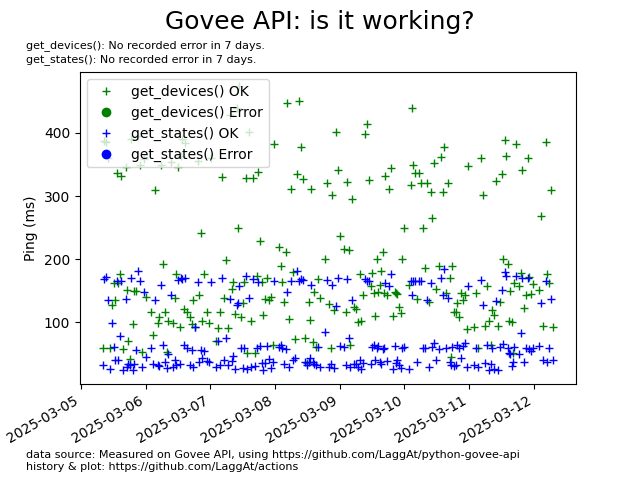 Govee API: is it working?
get_devices(): No recorded error in 7 days.
get_states(): No recorded error in 7 days.
get_devices() OK
get_devices() Error
get_states() OK
get_states() Error
Ping (ms)
400
300
200
100
2025-03-05
2025-03-06
2025-03-07
2025-03-08
2025-03-09
2025-03-10
2025-03-11
2025-03-12
data source: Measured on Govee API, using https://github.com/LaggAt/python-govee-api
history & plot: https://github.com/LaggAt/actions